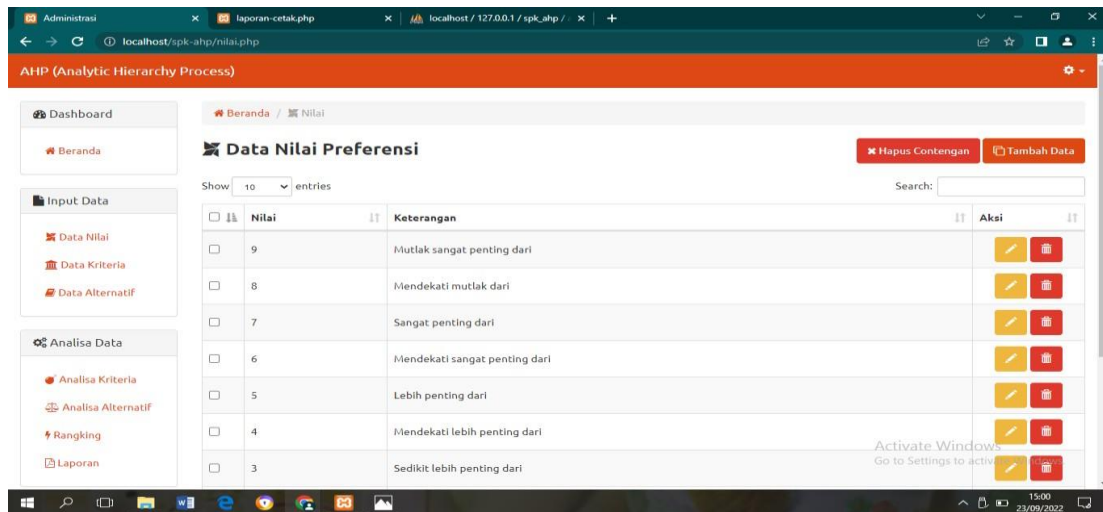 Administrasi
laporan-cetak.php
localhost / 127.0.0.1 / spk_ahp /
localhost/spk-ahp/nilai.php
AHP (Analytic Hierarchy Process)
Dashboard
Beranda
Input Data
Data Nilai
Data Kriteria
Data Alternatif
Analisa Data
Analisa Kriteria
Analisa Alternatif
Rangking
Laporan
Beranda / Nilai
Data Nilai Preferensi
Hapus Contengan
Tambah Data
Show 10 entries
Search:
Nilai Keterangan Aksi
9 Mutlak sangat penting dari
8 Mendekati mutlak dari
7 Sangat penting dari
6 Mendekati sangat penting dari
5 Lebih penting dari
4 Mendekati lebih penting dari
3 Sedikit lebih penting dari
Activate Windows
Go to Settings to activate Windows
15:00
23/09/2022